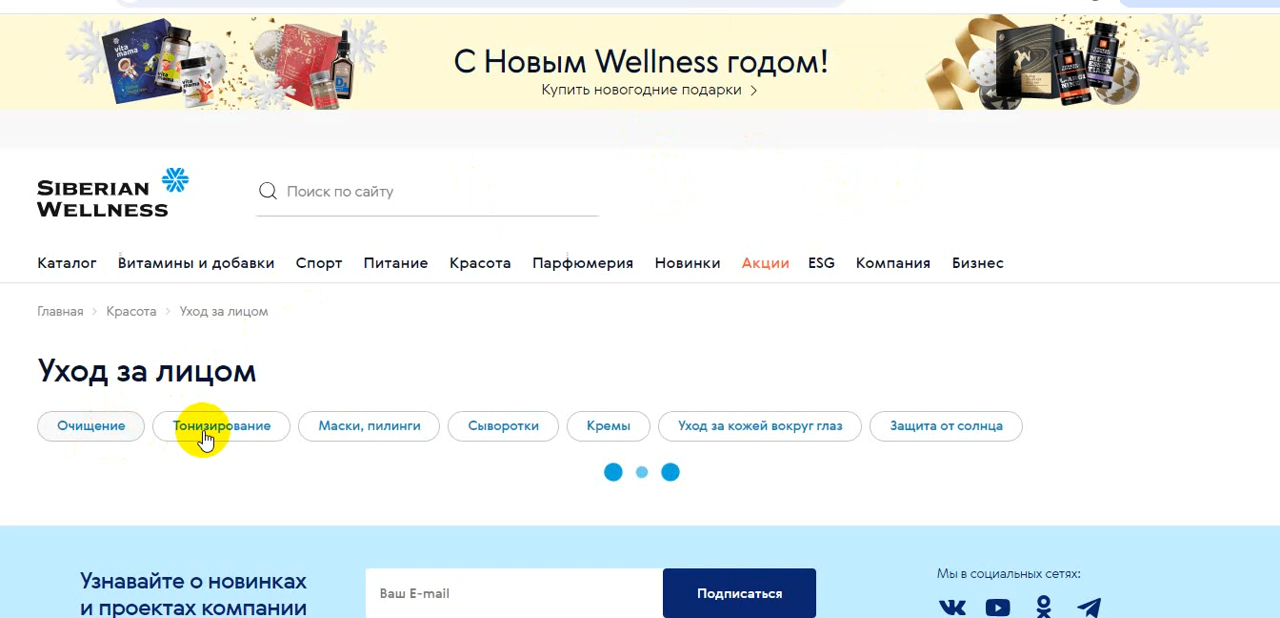 С Новым Wellness годом!
Купить новогодние подарки
SIBERIAN
WELLNESS
Поиск по сайту
Каталог Витамины и добавки Спорт Питание Красота Парфюмерия Новинки Акции ESG Компания Бизнес
Главная Красота Уход за лицом
Уход за лицом
Очищение Тонизирование Маски, пилинги Сыворотки Кремы Уход за кожей вокруг глаз Защита от солнца
Узнавайте о новинках
и проектах компании
Ваш E-mail
Подписаться
Мы в социальных сетях: